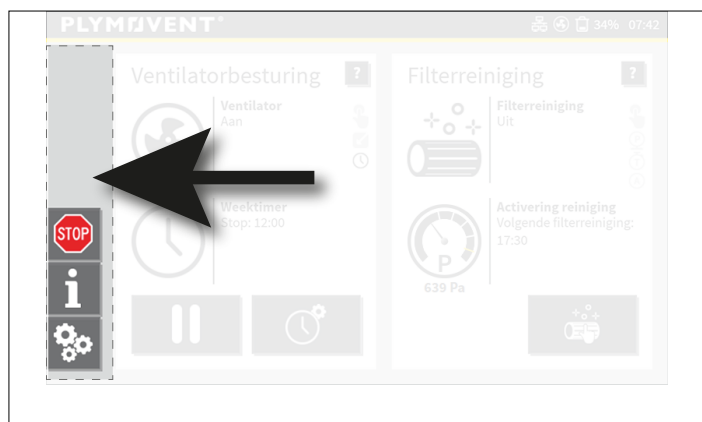 PLYMOVENT®
34% 07:42
Ventilatorbesturing ?
Ventilator
Aan
Weektimer
Stop: 12:00
Filterreiniging ?
Filterreiniging
Uit
Activering reiniging
Volgende filterreiniging:
17:30
P
639 Pa
STOP
i